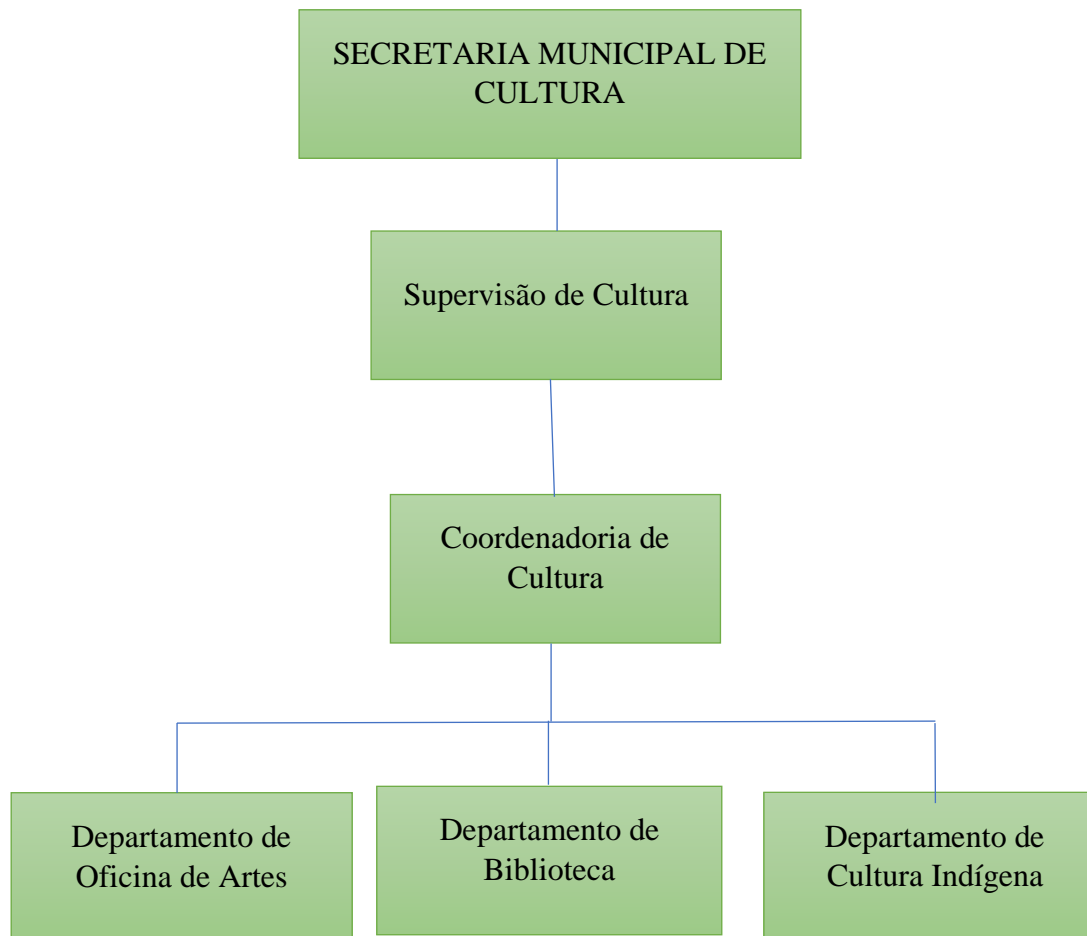 SECRETARIA MUNICIPAL DE
CULTURA
Supervisão de Cultura
Coordenadoria de
Cultura
Departamento de
Oficina de Artes
Departamento de
Biblioteca
Departamento de
Cultura Indígena